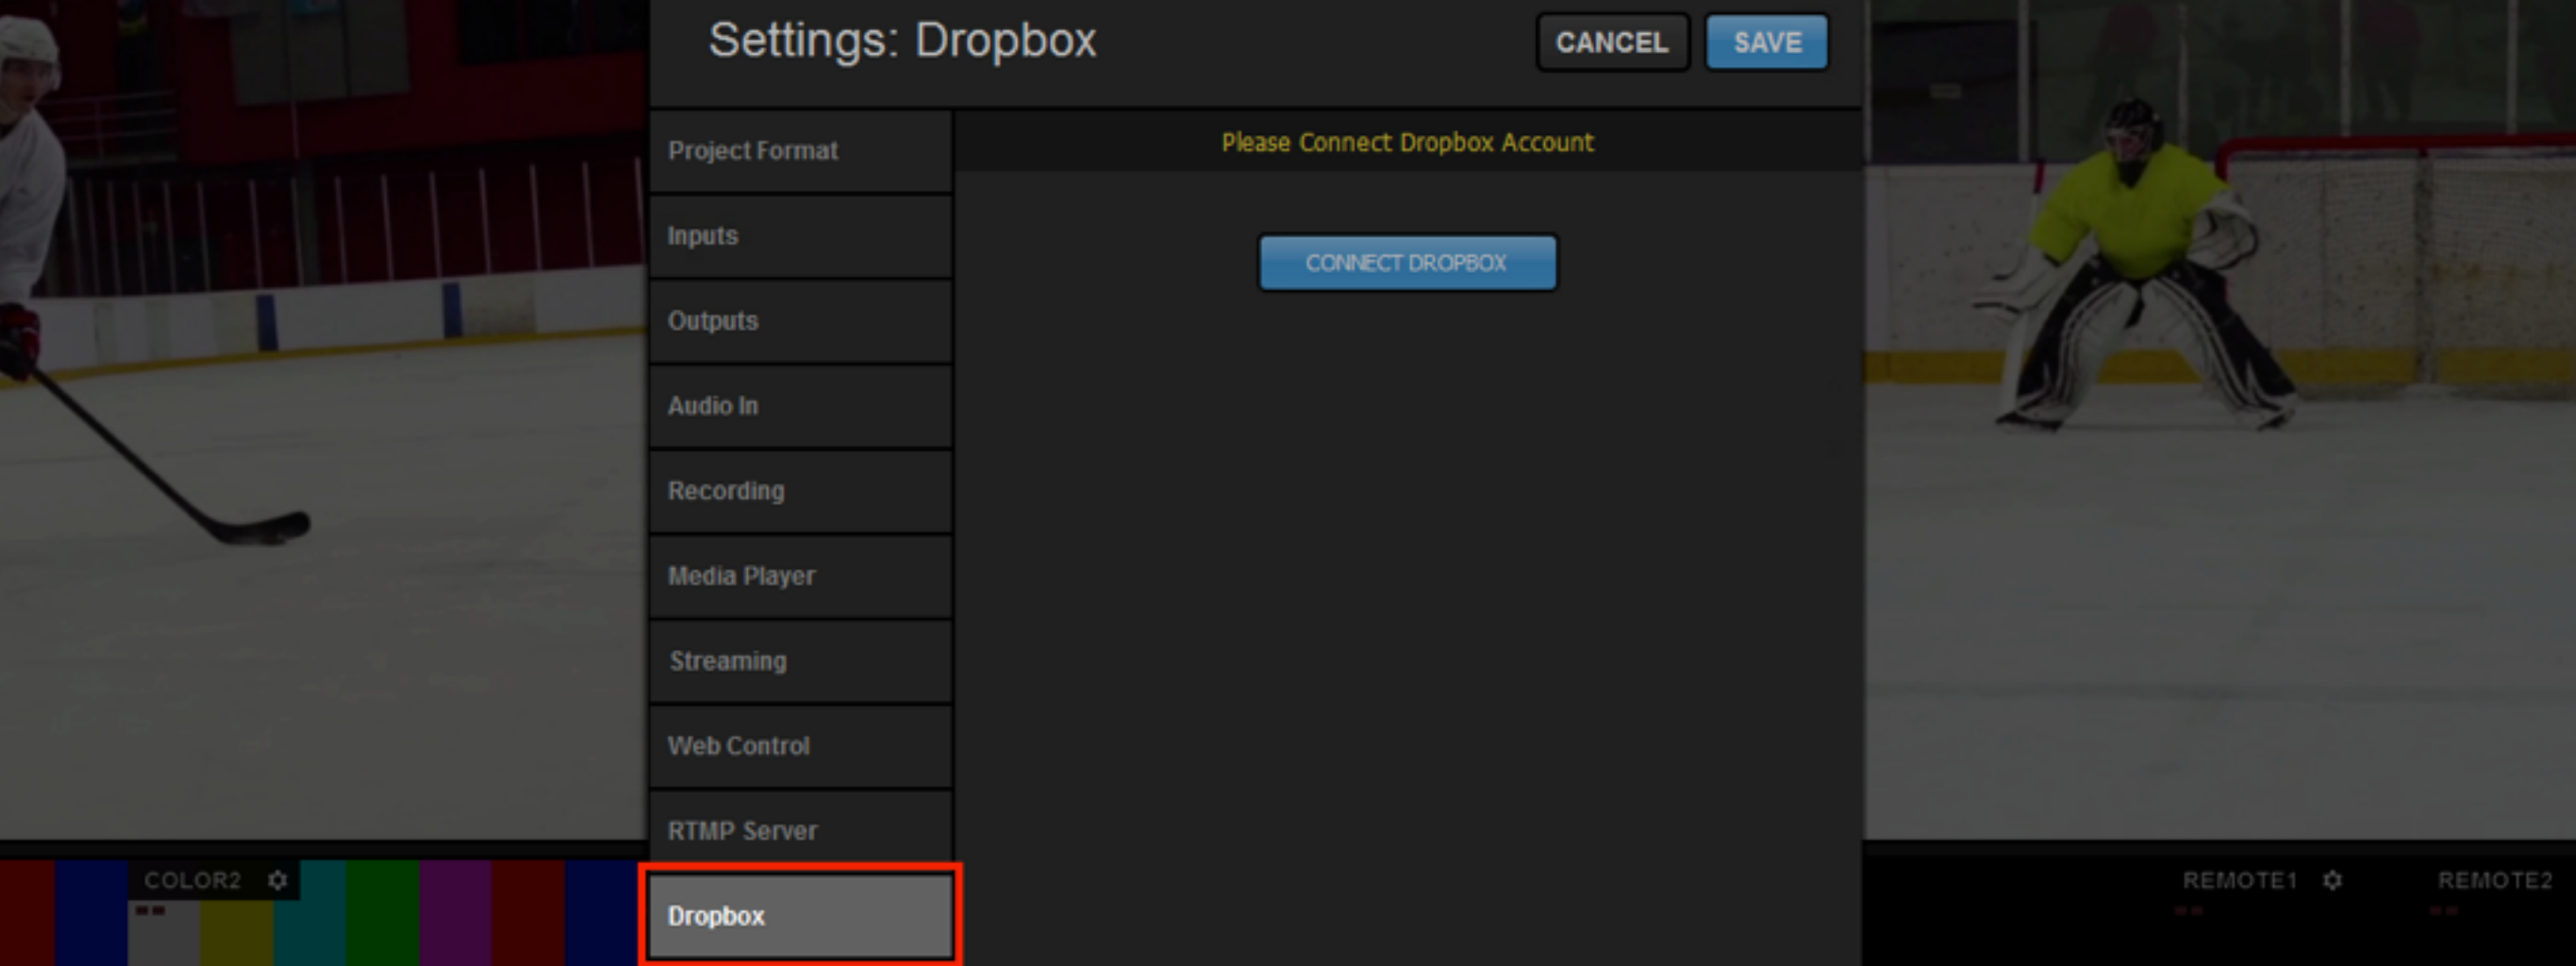 Settings: Dropbox
CANCEL
SAVE
Project Format
Please Connect Dropbox Account
Inputs
CONNECT DROPBOX
Outputs
Audio In
Recording
Media Player
Streaming
Web Control
RTMP Server
Dropbox
COLOR2
REMOTE1
REMOTE2